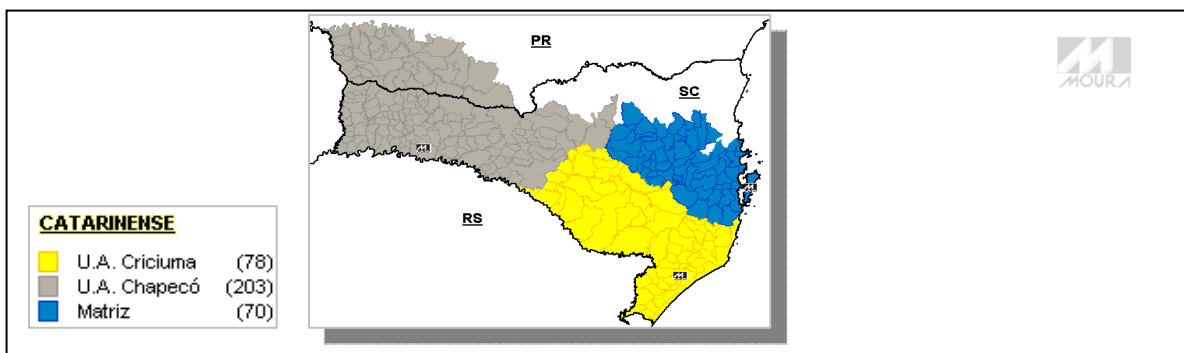 PR
SC
MOURA
RS
CATARINENSE
U.A. Criciuma (78)
U.A. Chapecó (203)
Matriz (70)